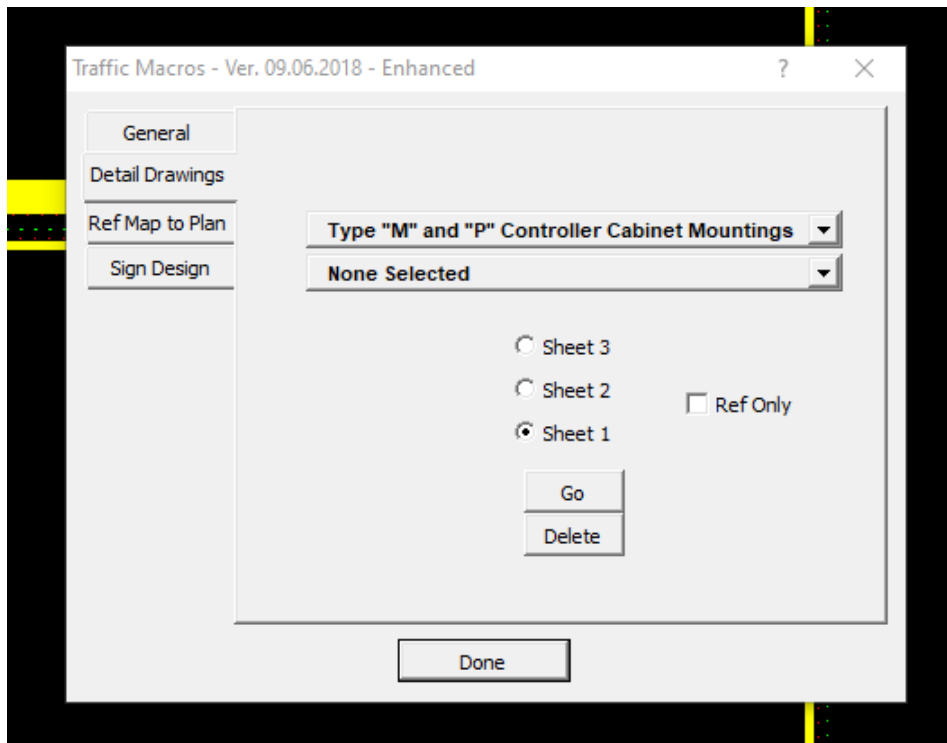 Traffic Macros - Ver. 09.06.2018 - Enhanced ?
General
Detail Drawings
Ref Map to Plan
Sign Design
Type "M" and "P" Controller Cabinet Mountings
None Selected
Sheet 3
Sheet 2
Ref Only
Sheet 1
Go
Delete
Done